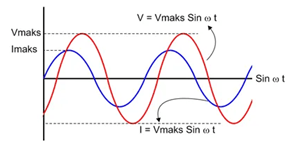 V = Vmaks Sin ω t
Vmaks
Imaks
Sin ω t
I = Vmaks Sin ω t